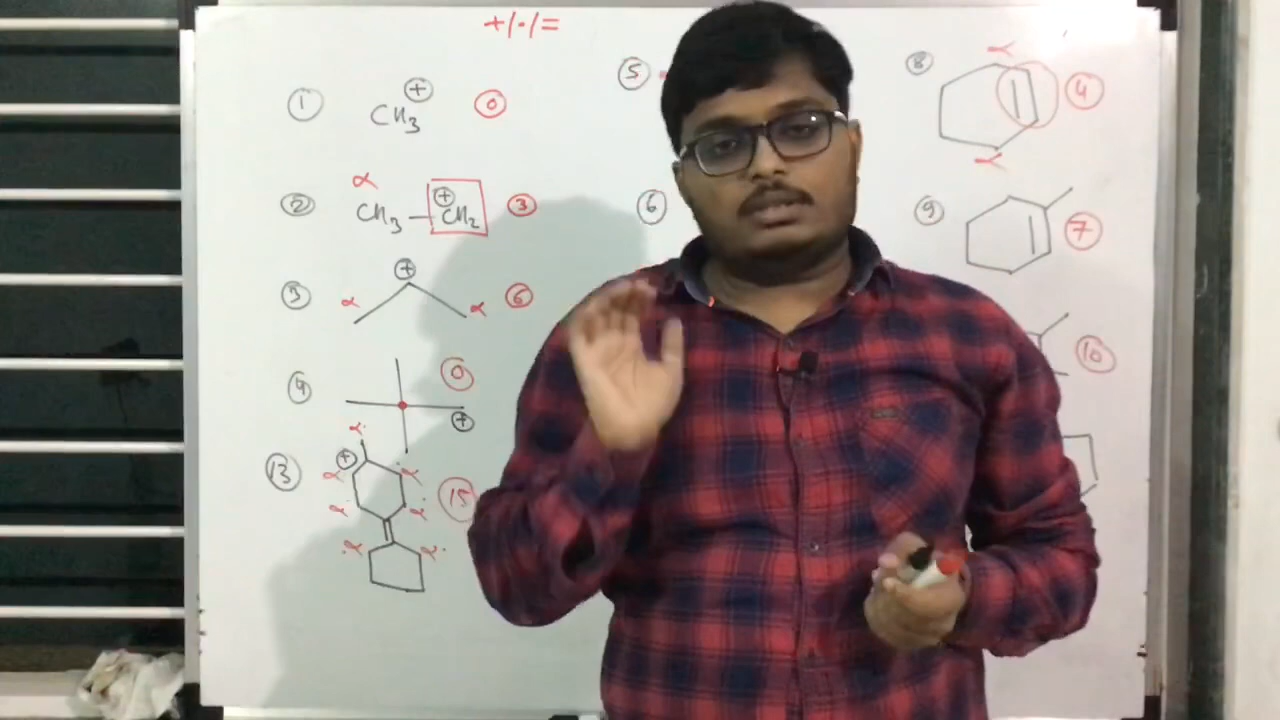 +/·/=
① CH₃ ⊕ 0
α
② CH₃ — CH₂ ⊕ 3
③ α ⊕ α 6
④ 0 ⊕
13 ⊕ α α α α α α α 15
5
6
8 α α 4
9 7
10